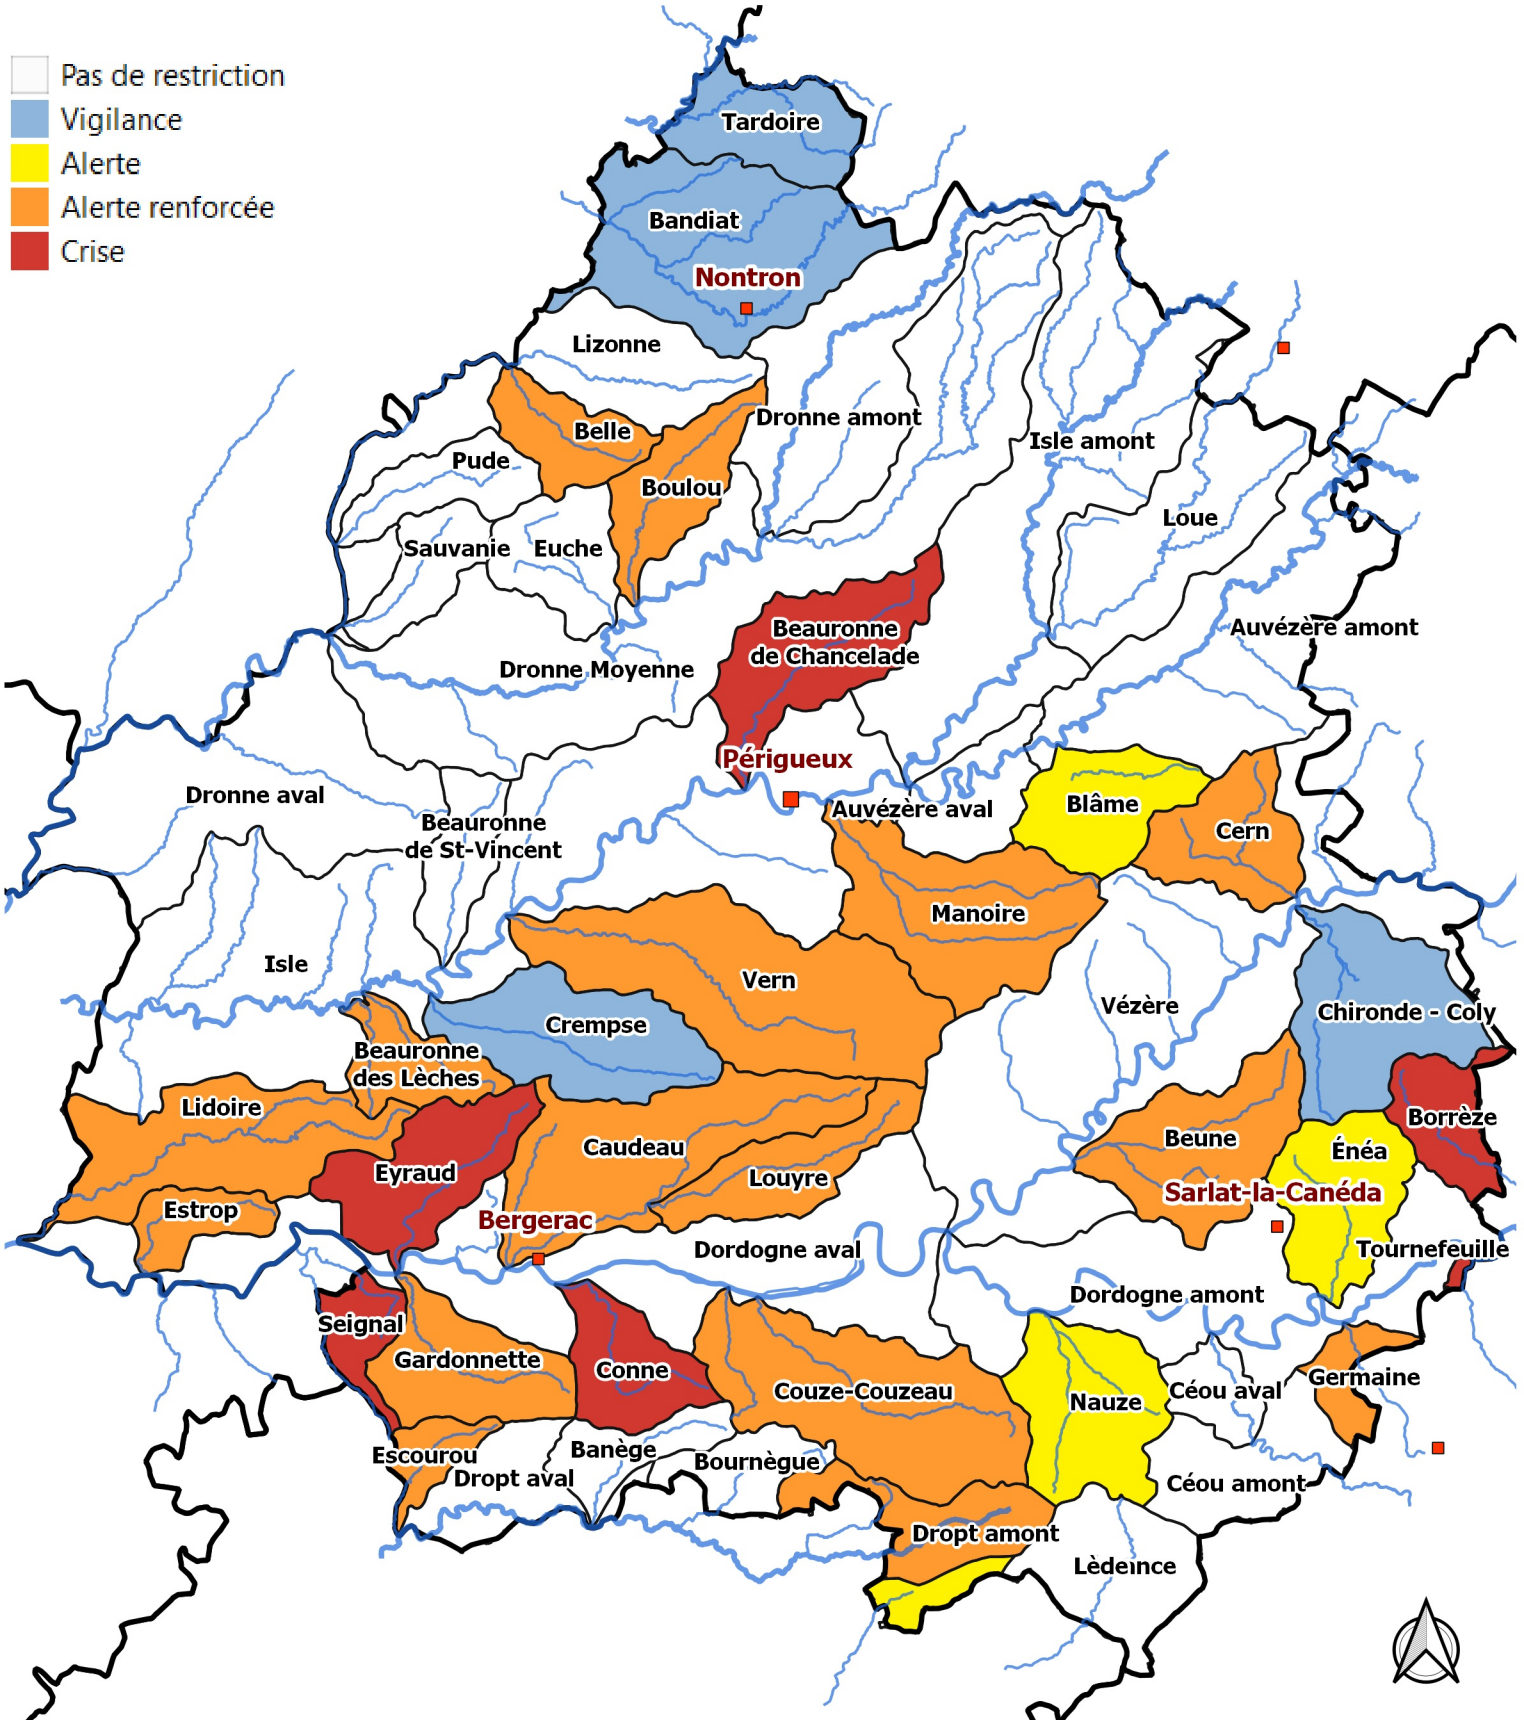 Pas de restriction
Vigilance
Alerte
Alerte renforcée
Crise
Tardoire
Bandiat
Nontron
Lizonne
Dronne amont
Belle
Isle amont
Pude
Boulou
Loue
Sauvanie
Euche
Auvézère amont
Beauronne
de Chancelade
Dronne Moyenne
Périgueux
Dronne aval
Blâme
Auvézère aval
Cern
Beauronne
de St-Vincent
Manoire
Isle
Vern
Vézère
Chironde - Coly
Crempse
Beauronne
des Lèches
Lidoire
Borrèze
Beune
Caudeau
Énéa
Eyraud
Louyre
Sarlat-la-Canéda
Estrop
Bergerac
Dordogne aval
Tournefeuille
Dordogne amont
Seignal
Gardonnette
Conne
Germaine
Couze-Couzeau
Céou aval
Nauze
Banège
Escourou
Bournègue
Dropt aval
Céou amont
Dropt amont
Lèdence